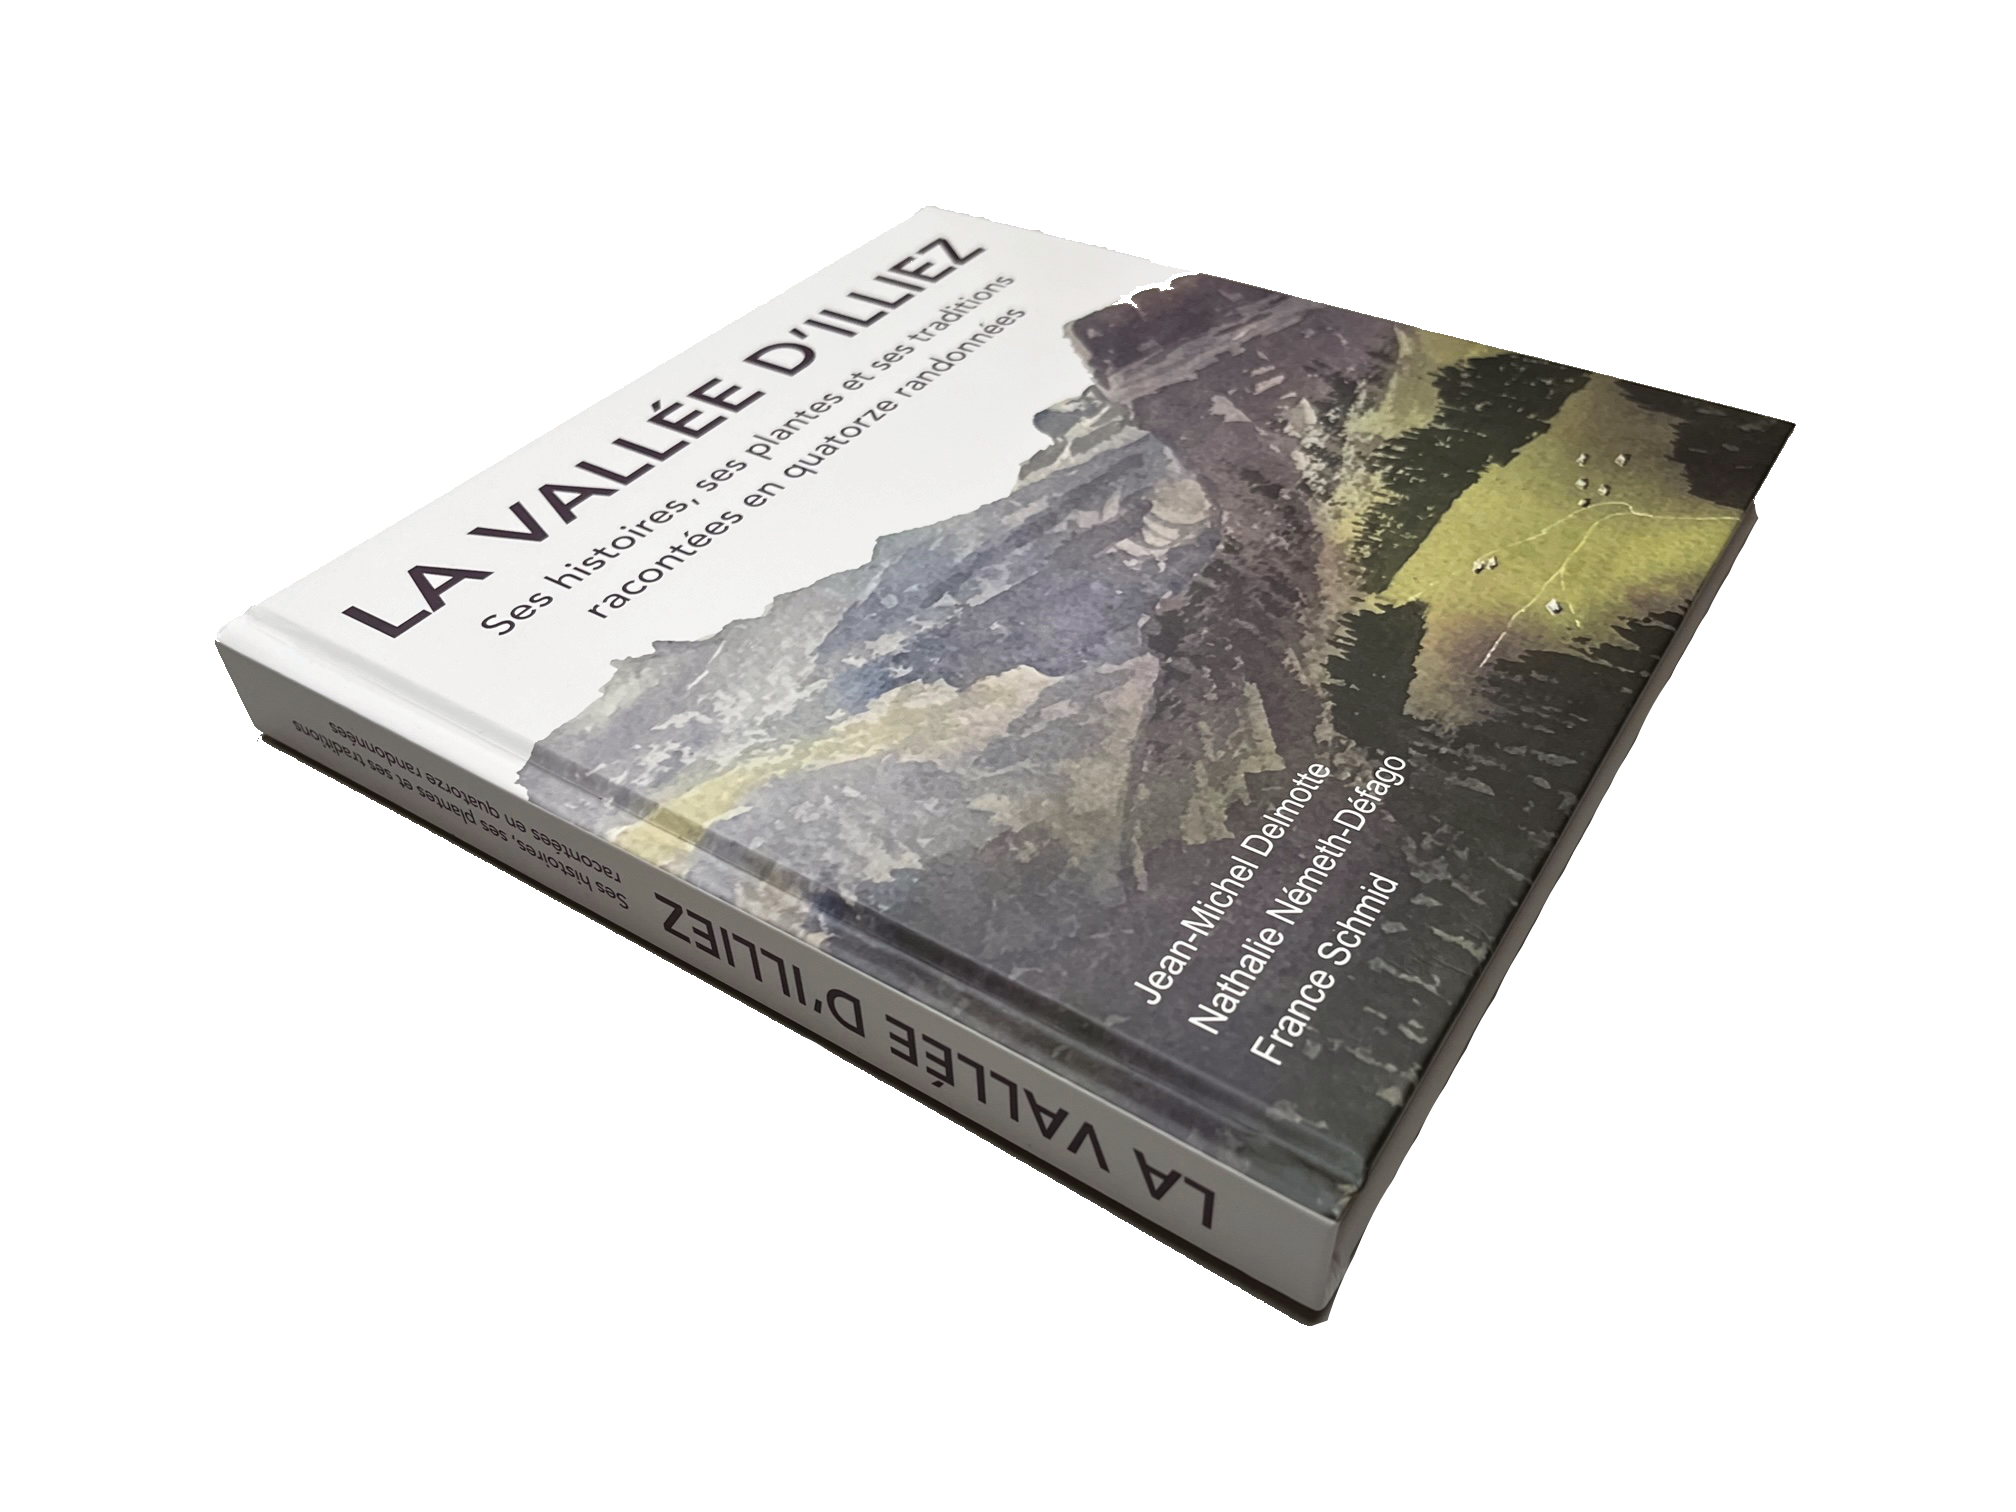 LA VALLÉE D'ILLIEZ
Ses histoires, ses plantes et ses traditions
racontées en quatorze randonnées
Jean-Michel Delmotte
Nathalie Németh-Défago
France Schmid
LA VALLÉE D'ILLIEZ
Ses histoires, ses plantes et ses traditions
racontées en quatorze randonnées